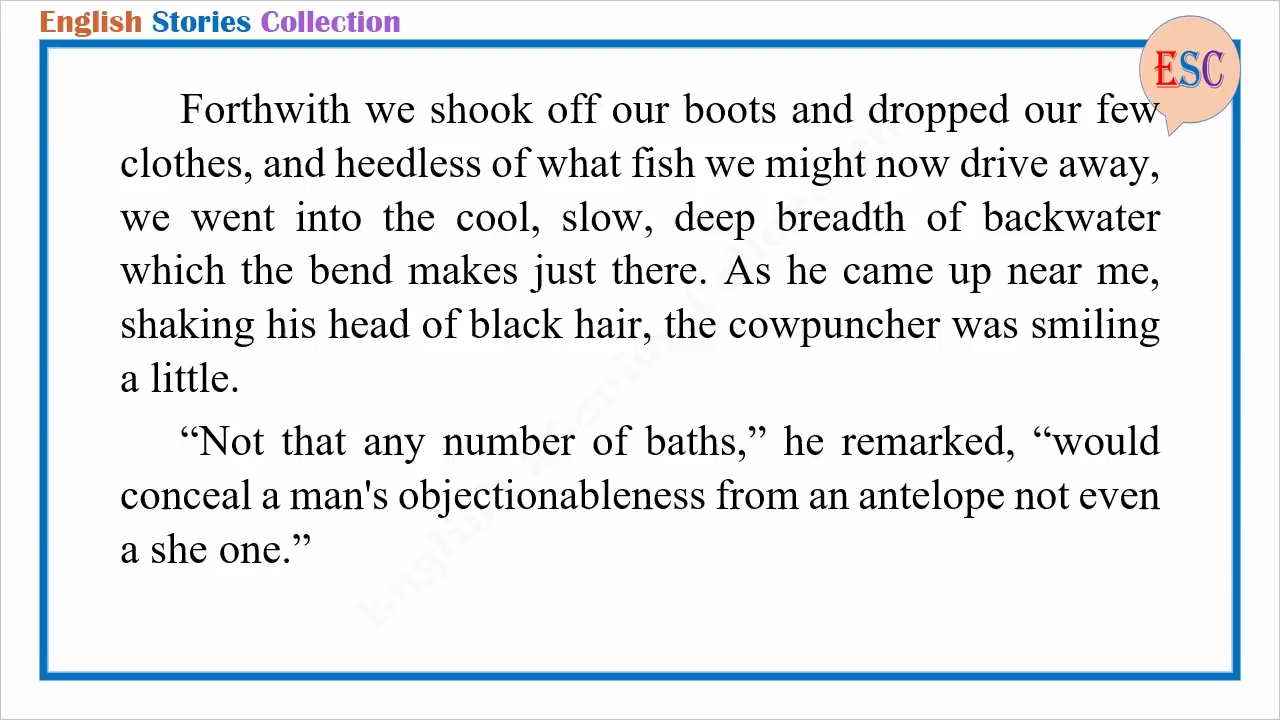 English Stories Collection
ESC
Forthwith we shook off our boots and dropped our few
clothes, and heedless of what fish we might now drive away,
we went into the cool, slow, deep breadth of backwater
which the bend makes just there. As he came up near me,
shaking his head of black hair, the cowpuncher was smiling
a little.
“Not that any number of baths,” he remarked, “would
conceal a man's objectionableness from an antelope not even
a she one.”